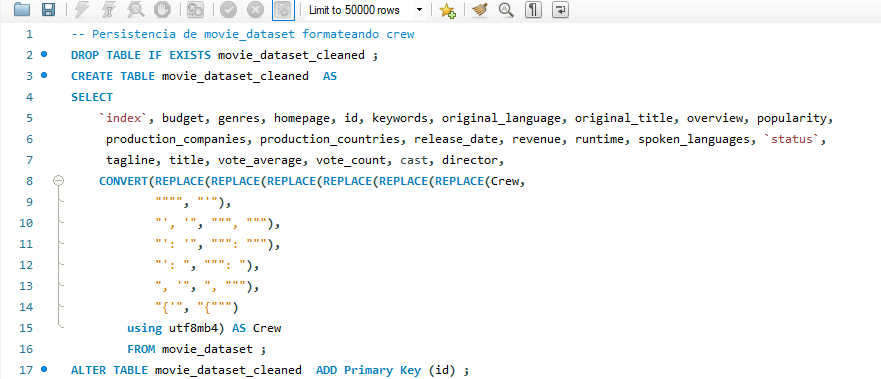 Limit to 50000 rows
1 -- Persistencia de movie_dataset formateando crew
2 DROP TABLE IF EXISTS movie_dataset_cleaned ;
3 CREATE TABLE movie_dataset_cleaned  AS
4 SELECT
5 `index`, budget, genres, homepage, id, keywords, original_language, original_title, overview, popularity,
6 production_companies, production_countries, release_date, revenue, runtime, spoken_languages, `status`,
7 tagline, title, vote_average, vote_count, cast, director,
8 CONVERT(REPLACE(REPLACE(REPLACE(REPLACE(REPLACE(REPLACE(Crew,
9 """", "'"),
10 "', '", """, """),
11 "': '", """: """),
12 "': ", """: "),
13 ", '", ", """),
14 "{'", "{""")
15 using utf8mb4) AS Crew
16 FROM movie_dataset ;
17 ALTER TABLE movie_dataset_cleaned  ADD Primary Key (id) ;